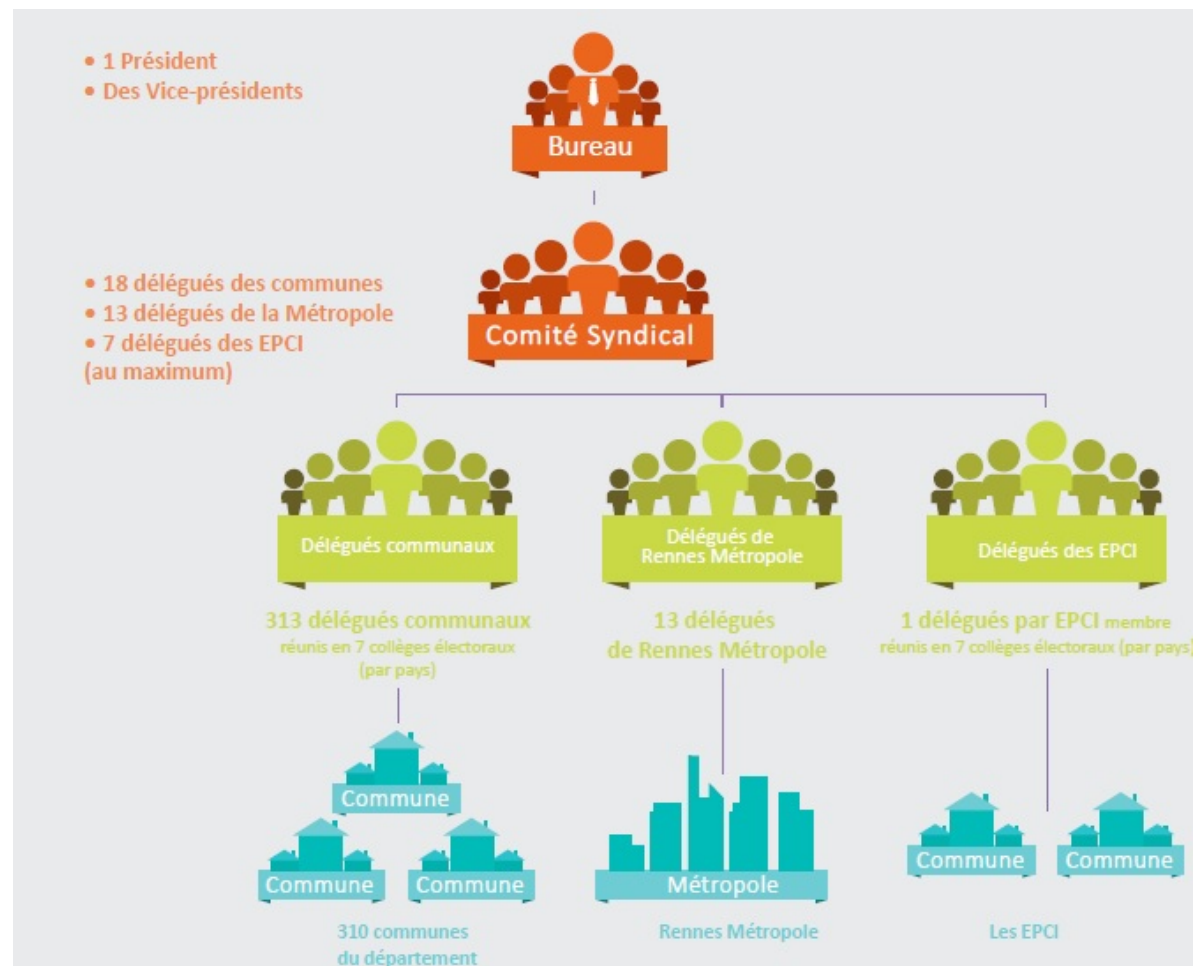 • 1 Président
• Des Vice-présidents
Bureau
• 18 délégués des communes
• 13 délégués de la Métropole
• 7 délégués des EPCI
(au maximum)
Comité Syndical
Délégués communaux
Délégués de
Rennes Métropole
Délégués des EPCI
313 délégués communaux
réunis en 7 collèges électoraux
(par pays)
13 délégués
de Rennes Métropole
1 délégués par EPCI membre
réunis en 7 collèges électoraux (par pays)
Commune
Commune
Commune
Métropole
Commune
Commune
310 communes
du département
Rennes Métropole
Les EPCI